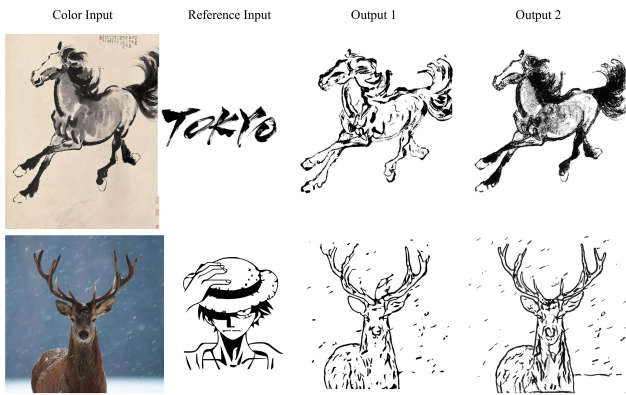 Color Input
Reference Input
Output 1
Output 2
TOKYO